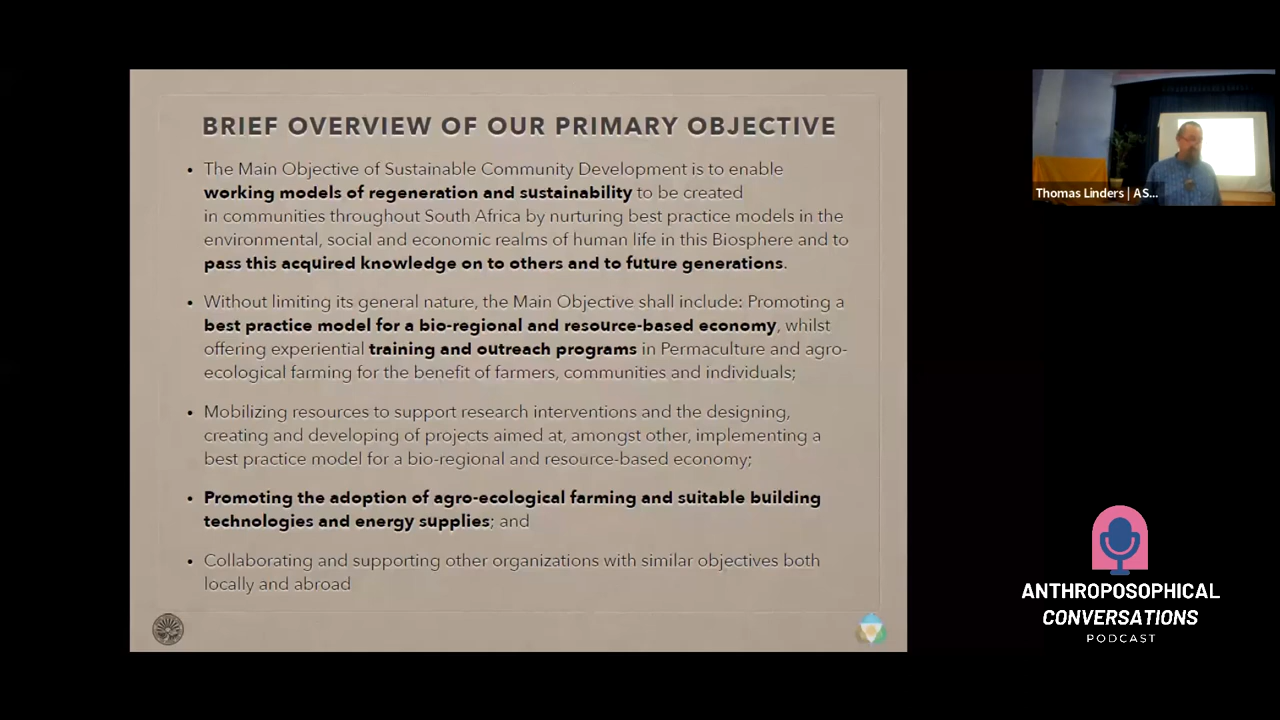 BRIEF OVERVIEW OF OUR PRIMARY OBJECTIVE
• The Main Objective of Sustainable Community Development is to enable
working models of regeneration and sustainability to be created
in communities throughout South Africa by nurturing best practice models in the
environmental, social and economic realms of human life in this Biosphere and to
pass this acquired knowledge on to others and to future generations.
• Without limiting its general nature, the Main Objective shall include: Promoting a
best practice model for a bio-regional and resource-based economy, whilst
offering experiential training and outreach programs in Permaculture and agro-
ecological farming for the benefit of farmers, communities and individuals;
• Mobilizing resources to support research interventions and the designing,
creating and developing of projects aimed at, amongst other, implementing a
best practice model for a bio-regional and resource-based economy;
• Promoting the adoption of agro-ecological farming and suitable building
technologies and energy supplies; and
• Collaborating and supporting other organizations with similar objectives both
locally and abroad
Thomas Linders | AS...
ANTHROPOSOPHICAL
CONVERSATIONS
PODCAST